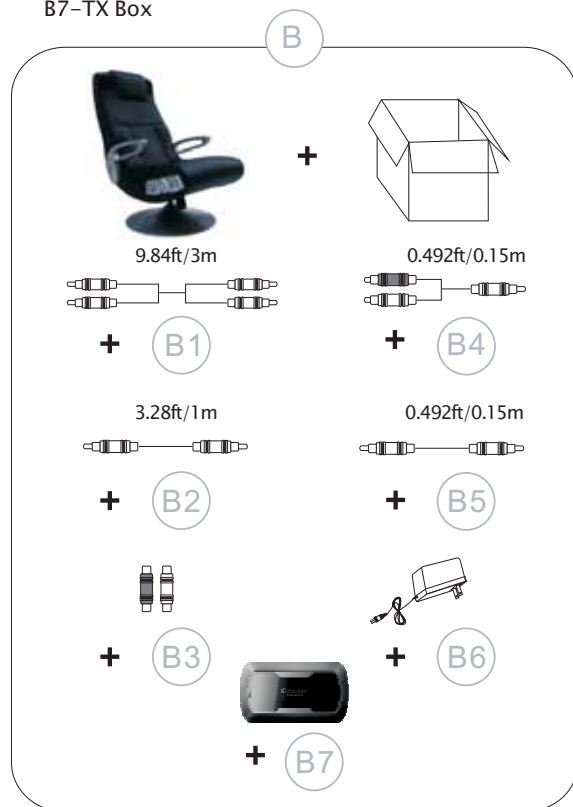 B7-TX Box
B
+
9.84ft/3m
0.492ft/0.15m
+ B1
+ B4
3.28ft/1m
0.492ft/0.15m
+ B2
+ B5
+ B3
+ B6
+ B7